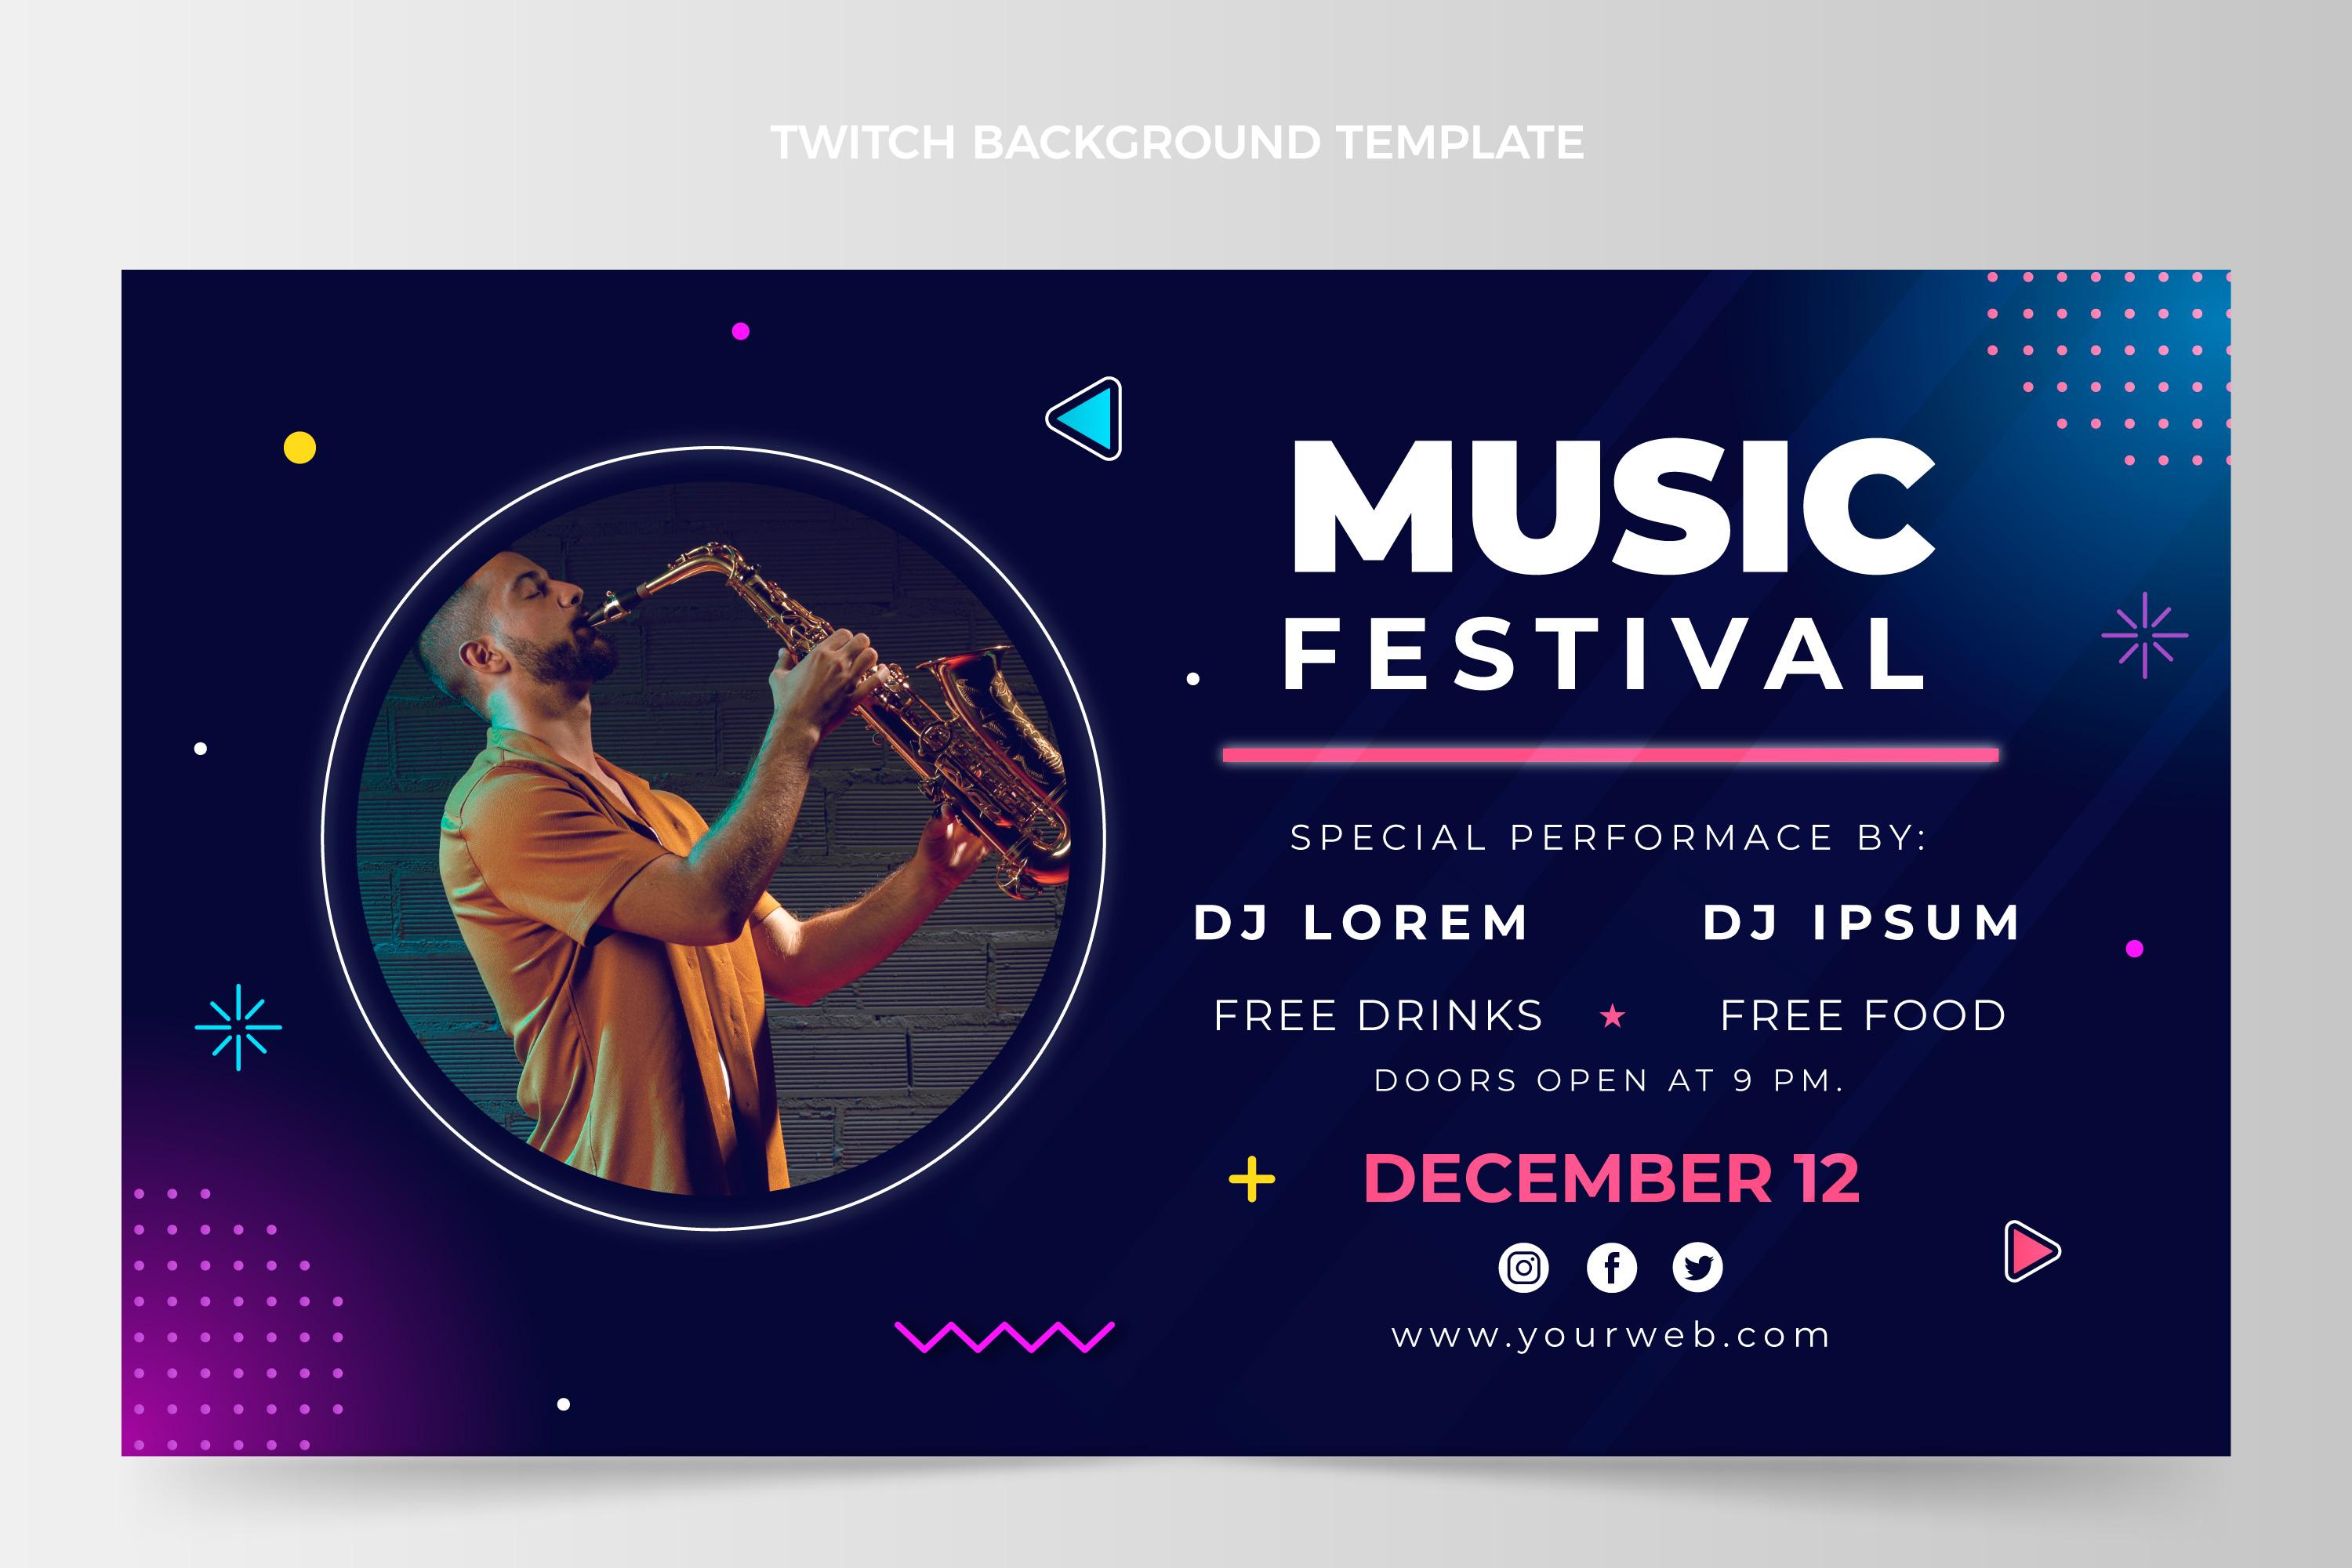 TWITCH BACKGROUND TEMPLATE
MUSIC
FESTIVAL
SPECIAL PERFORMACE BY:
DJ LOREM DJ IPSUM
FREE DRINKS ★ FREE FOOD
DOORS OPEN AT 9 PM.
DECEMBER 12
www.yourweb.com